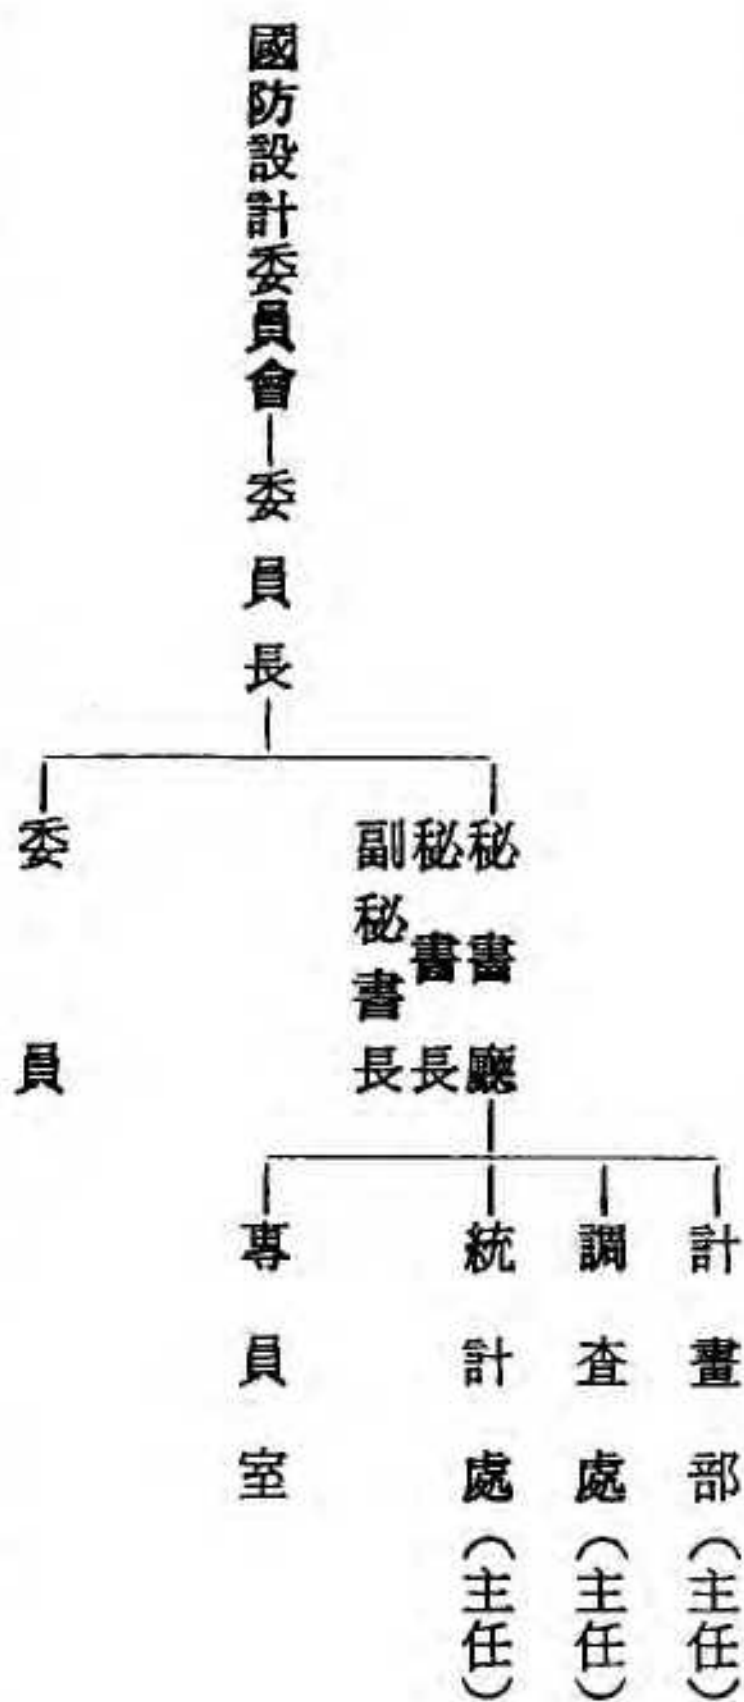 國防設計委員會
委員長
秘書廳
秘書長
副秘書長
委員
計畫部（主任）
調查處（主任）
統計處（主任）
專員室